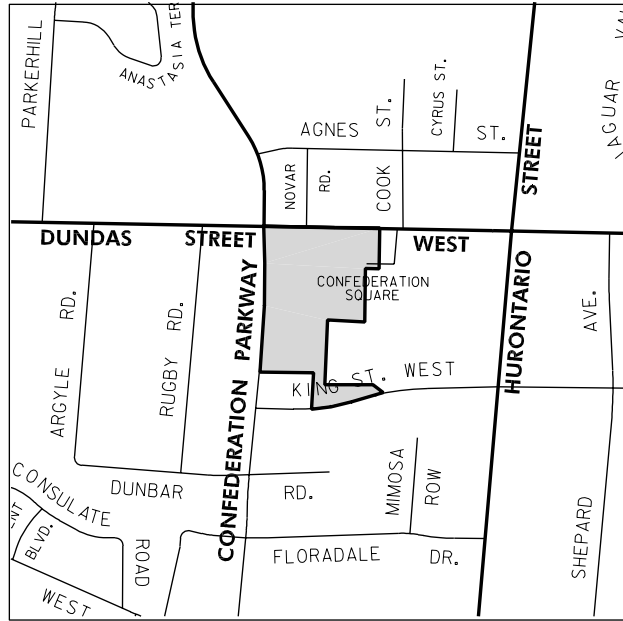 PARKERHILL
ANASTASIA TER
AGNES ST.
CYRUS ST.
NOVAR RD.
COOK ST.
HURONTARIO STREET
JAGUAR
DUNDAS STREET WEST
CONFEDERATION PARKWAY
CONFEDERATION
SQUARE
ARGYLE RD.
RUGBY RD.
KING ST. WEST
SHEPARD AVE.
DUNBAR RD.
MIMOSA
ROW
CONSULATE ROAD
BLVD.
WEST
FLORADALE DR.